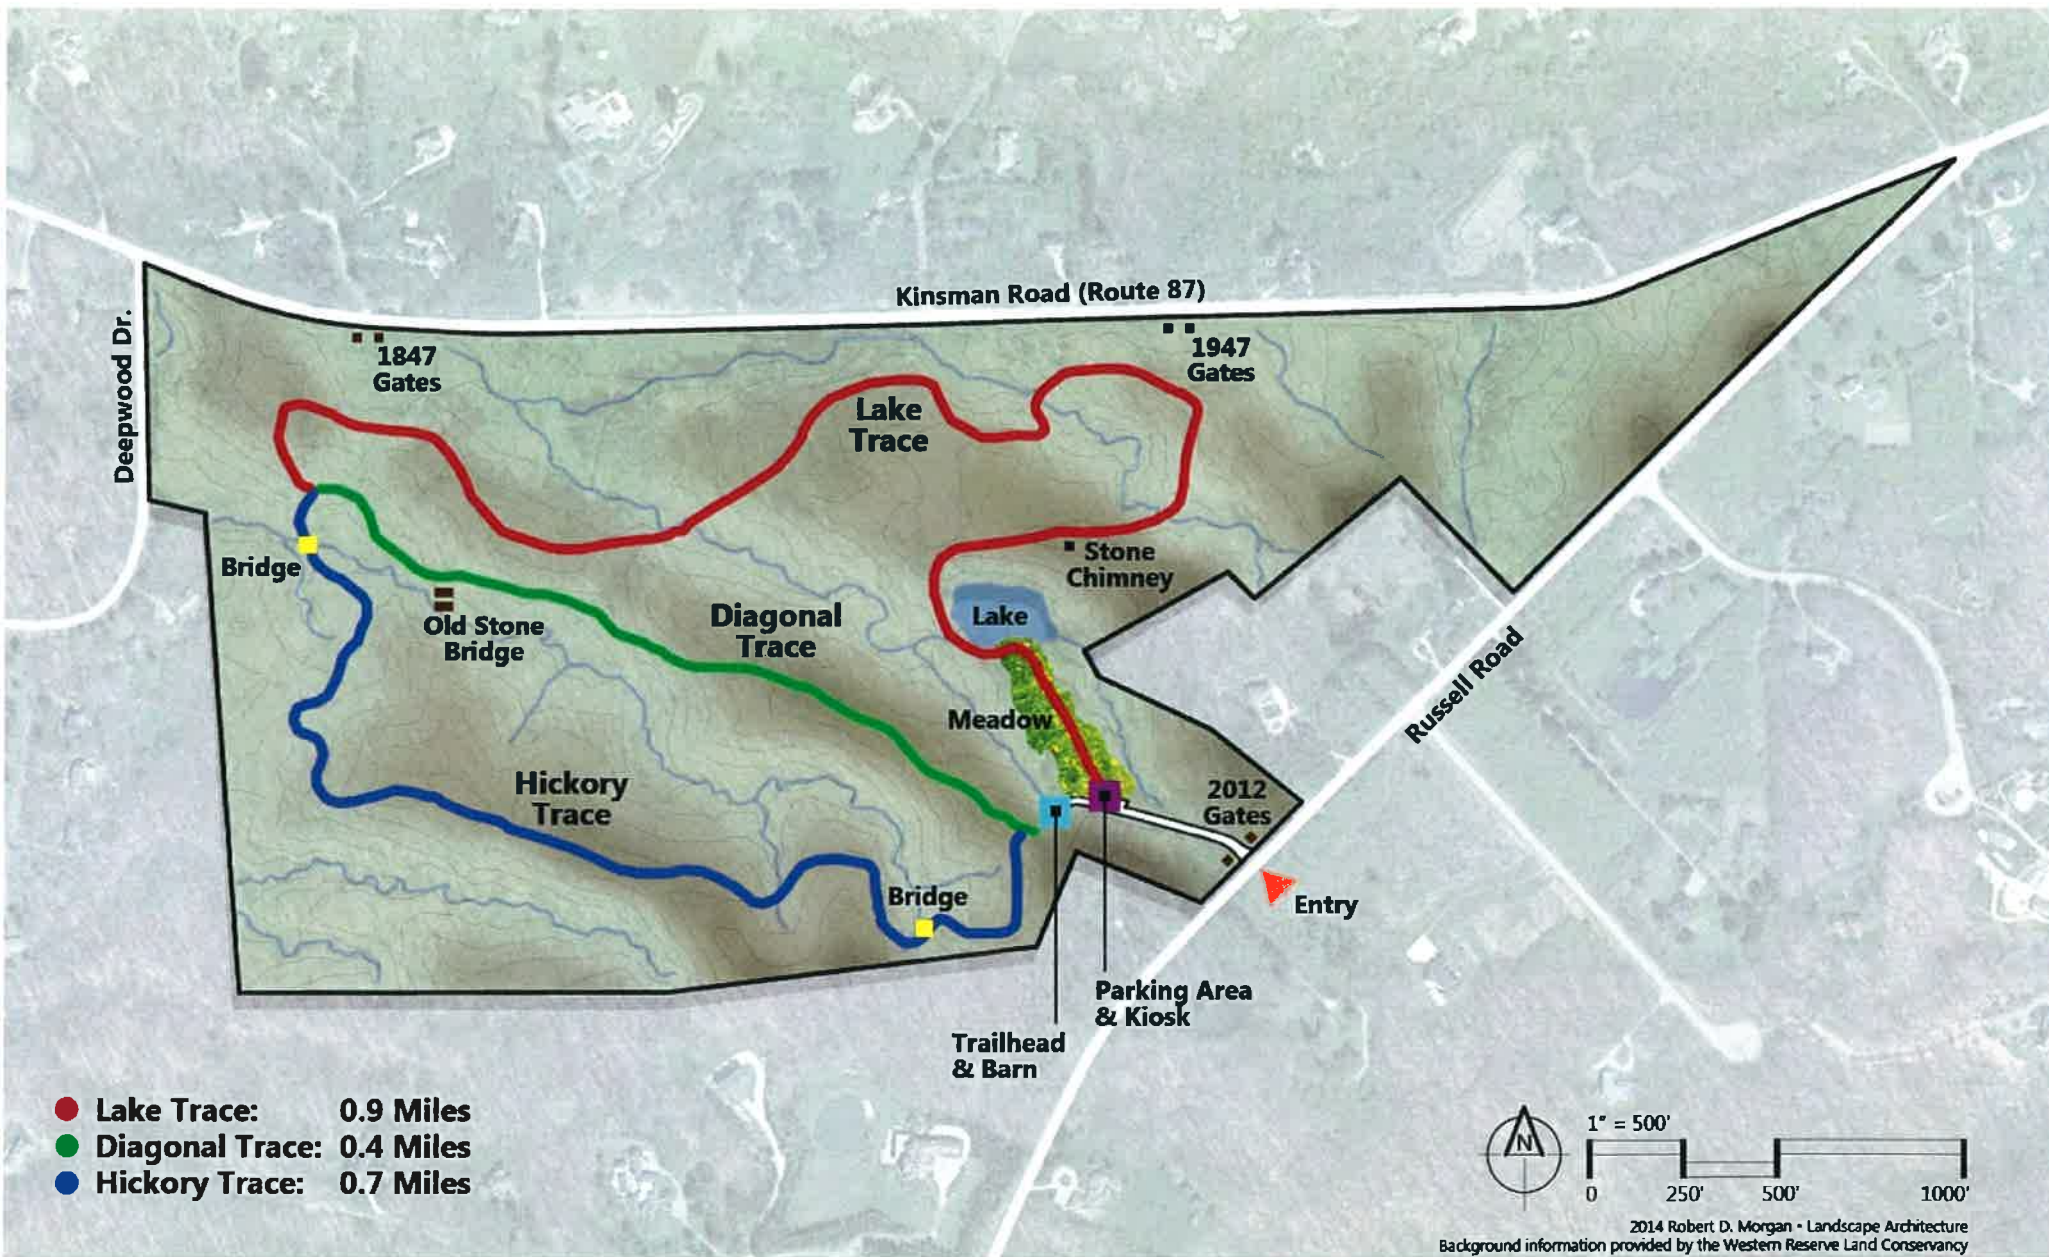 Kinsman Road (Route 87)
Deepwood Dr.
1847
Gates
1947
Gates
Lake
Trace
Bridge
Stone
Chimney
Old Stone
Bridge
Diagonal
Trace
Lake
Russell Road
Meadow
Hickory
Trace
2012
Gates
Bridge
Entry
Parking Area
& Kiosk
Trailhead
& Barn
Lake Trace: 0.9 Miles
Diagonal Trace: 0.4 Miles
Hickory Trace: 0.7 Miles
N
1" = 500'
0 250' 500' 1000'
2014 Robert D. Morgan • Landscape Architecture
Background information provided by the Western Reserve Land Conservancy